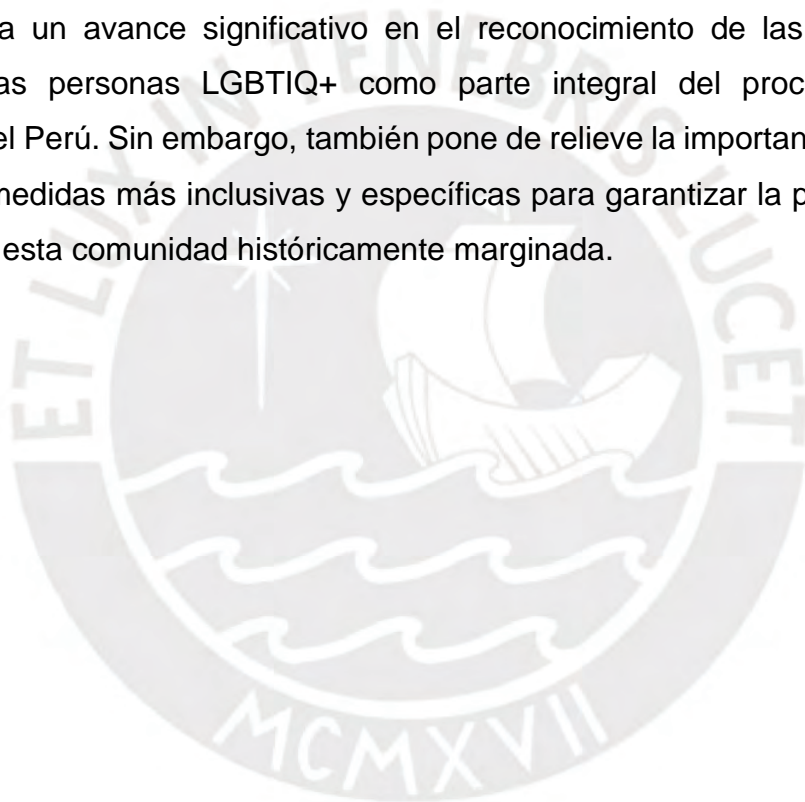 a un avance significativo en el reconocimiento de las
as personas LGBTIQ+ como parte integral del proc
el Perú. Sin embargo, también pone de relieve la importan
medidas más inclusivas y específicas para garantizar la p
esta comunidad históricamente marginada.
ET LUX IN TENEBRIS LUCET
MCMXVII